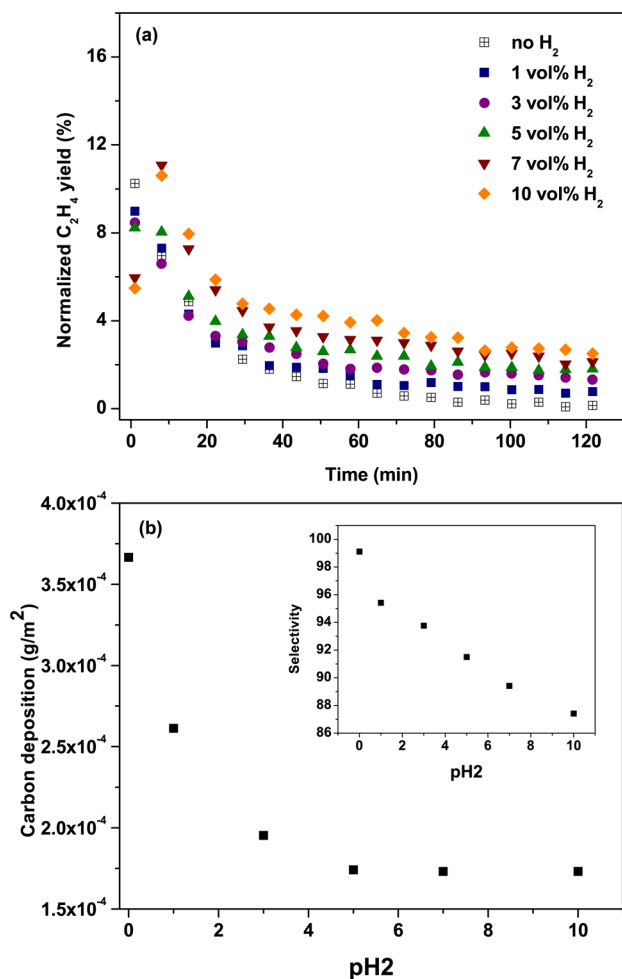 (a)
no H₂
1 vol% H₂
3 vol% H₂
5 vol% H₂
7 vol% H₂
10 vol% H₂
Normalized C₂H₄ yield (%)
16
12
8
4
0
0 20 40 60 80 100 120
Time (min)
(b)
Carbon deposition (g/m²)
4.0x10⁻⁴
3.5x10⁻⁴
3.0x10⁻⁴
2.5x10⁻⁴
2.0x10⁻⁴
1.5x10⁻⁴
Selectivity
100
98
96
94
92
90
88
86
0 2 4 6 8 10
pH2
0 2 4 6 8 10
pH2